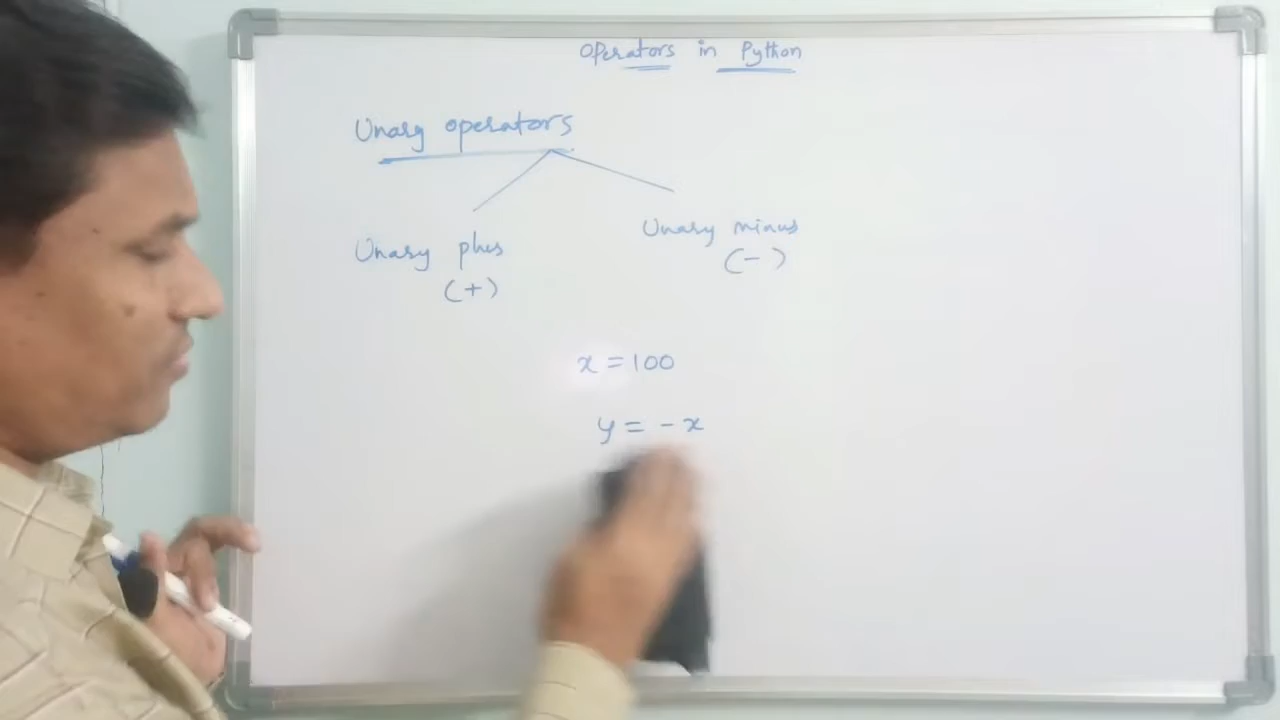 Operators in Python
Unary operators
Unary plus
(+)
Unary minus
(-)
x = 100
y = - x